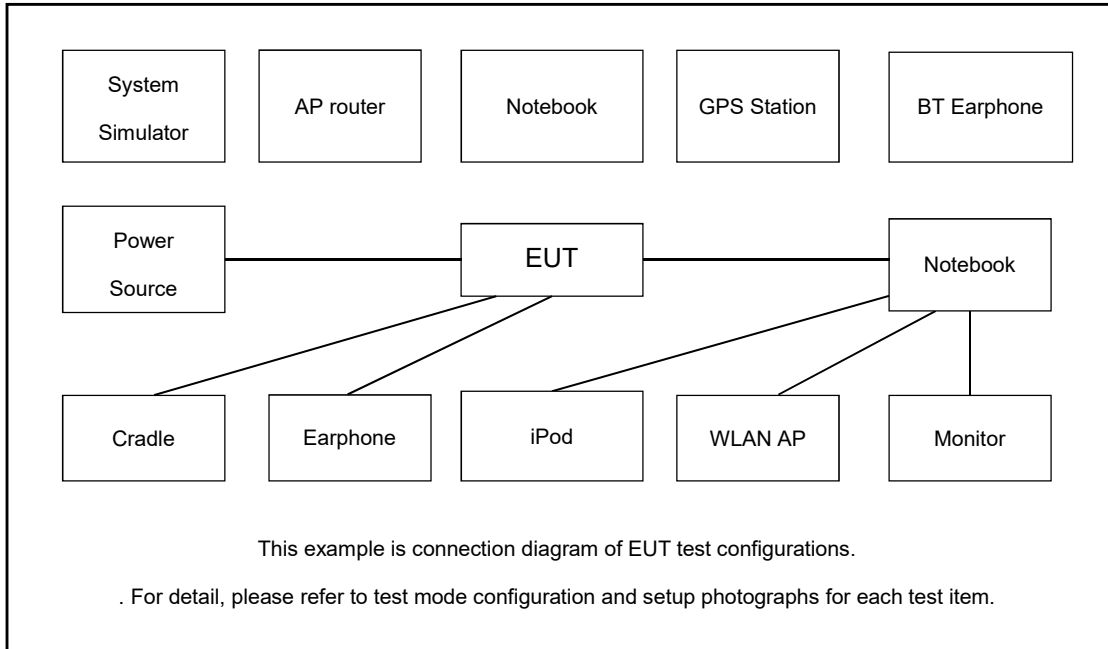 System
Simulator
AP router
Notebook
GPS Station
BT Earphone
Power
Source
EUT
Notebook
Cradle
Earphone
iPod
WLAN AP
Monitor
This example is connection diagram of EUT test configurations.
. For detail, please refer to test mode configuration and setup photographs for each test item.